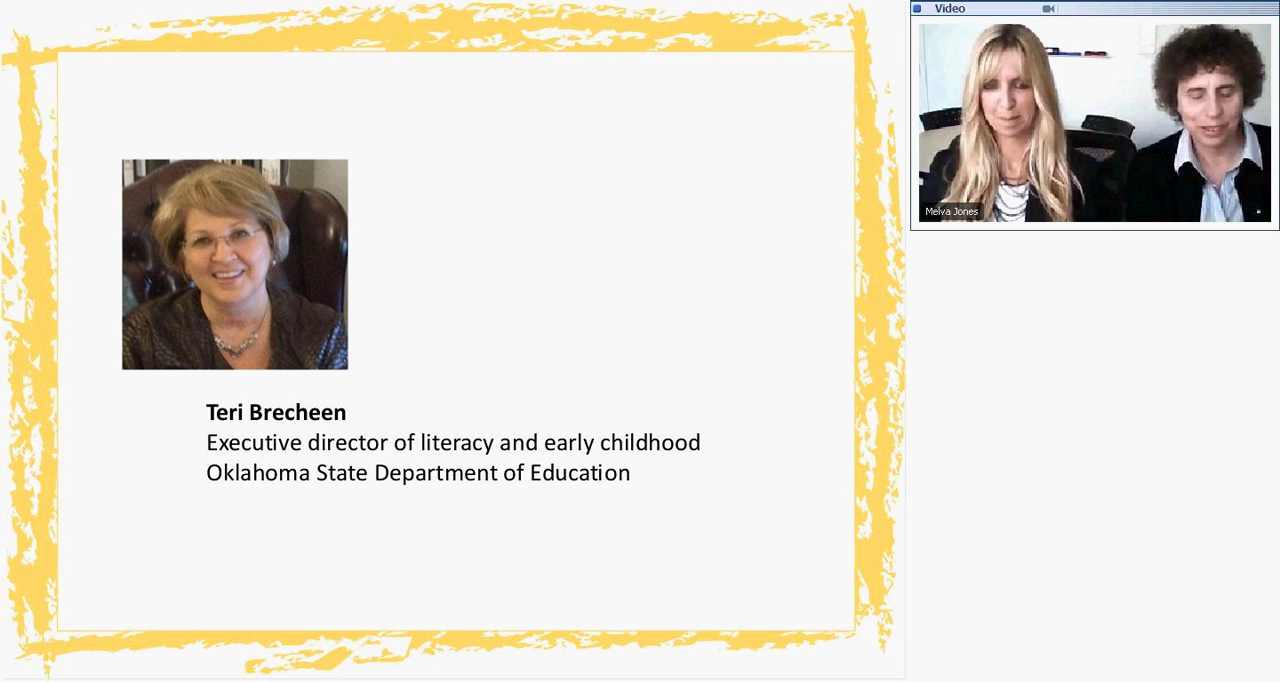 Video
Melva Jones
Teri Brecheen
Executive director of literacy and early childhood
Oklahoma State Department of Education